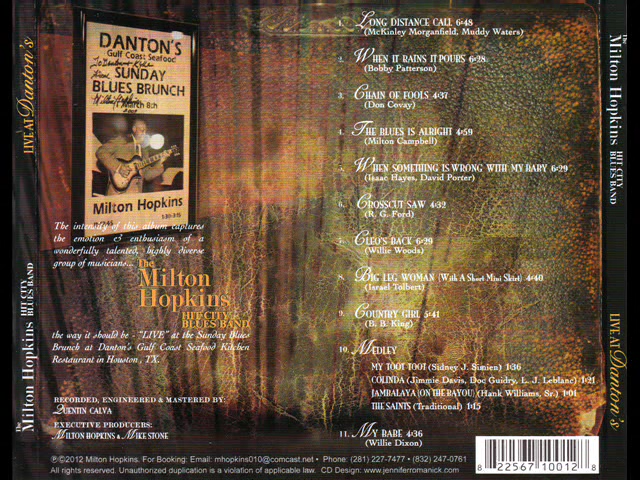 LIVE AT Danton's
The Milton Hopkins HIT CITY BLUES BAND
DANTON'S
Gulf Coast Seafood
SUNDAY
BLUES BRUNCH
March 8th
Milton Hopkins
The intensity of this album captures
the emotion & enthusiasm of a
wonderfully talented, highly diverse
group of musicians...
The
Milton
Hopkins
HIT CITY
BLUES BAND
the way it should be - "LIVE" at the Sunday Blues
Brunch at Danton's Gulf Coast Seafood Kitchen
Restaurant in Houston , TX.
RECORDED, ENGINEERED & MASTERED BY:
QUENTIN CALVA
EXECUTIVE PRODUCERS:
MILTON HOPKINS & MIKE STONE
1. LONG DISTANCE CALL 6:48
(McKinley Morganfield, Muddy Waters)
2. WHEN IT RAINS IT POURS 6:28
(Bobby Patterson)
3. CHAIN OF FOOLS 4:37
(Don Covay)
4. THE BLUES IS ALRIGHT 4:59
(Milton Campbell)
5. WHEN SOMETHING IS WRONG WITH MY BABY 6:29
(Isaac Hayes, David Porter)
6. CROSSCUT SAW 4:32
(R. G. Ford)
7. CLEO'S BACK 6:29
(Willie Woods)
8. BIG LEG WOMAN (With A Short Mini Skirt) 4:40
(Israel Tolbert)
9. COUNTRY GIRL 5:41
(B. B. King)
10. MEDLEY
MY TOOT TOOT (Sidney J. Simien) 1:36
COLINDA (Jimmie Davis, Doc Guidry, L. J. Leblanc) 1:21
JAMBALAYA (ON THE BAYOU) (Hank Williams, Sr.) 1:01
THE SAINTS (Traditional) 1:15
11. MY BABE 4:36
(Willie Dixon)
8 22567 10012 8
℗©2012 Milton Hopkins. For Booking: Email: mhopkins010@comcast.net • Phone: (281) 227-7477 • (832) 247-0761
All rights reserved. Unauthorized duplication is a violation of applicable law. CD Design: www.jenniferromanick.com
The Milton Hopkins HIT CITY BLUES BAND
LIVE AT Danton's